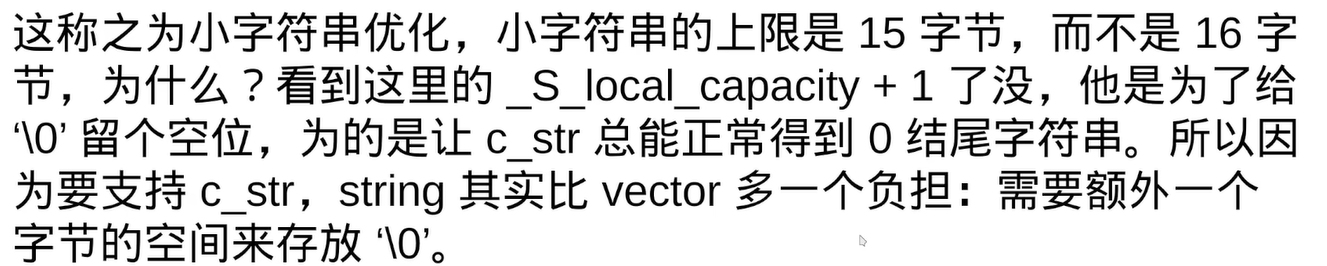 这称之为小字符串优化，小字符串的上限是 15 字节，而不是 16 字
节，为什么？看到这里的 _S_local_capacity + 1 了没，他是为了给
‘\0’ 留个空位，为的是让 c_str 总能正常得到 0 结尾字符串。所以因
为要支持 c_str，string 其实比 vector 多一个负担：需要额外一个
字节的空间来存放 ‘\0’。